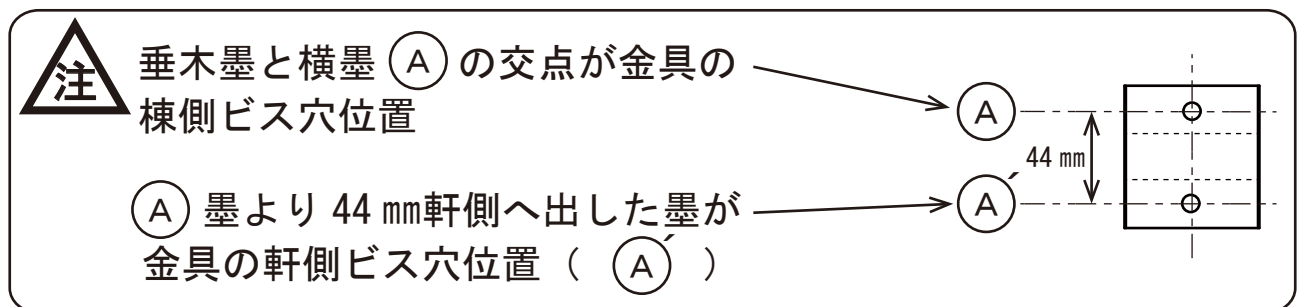 注
垂木墨と横墨 Ⓐ の交点が金具の
棟側ビス穴位置
Ⓐ 墨より 44 ㎜軒側へ出した墨が
金具の軒側ビス穴位置（ Ⓐ´ ）
A
44 ㎜
A´